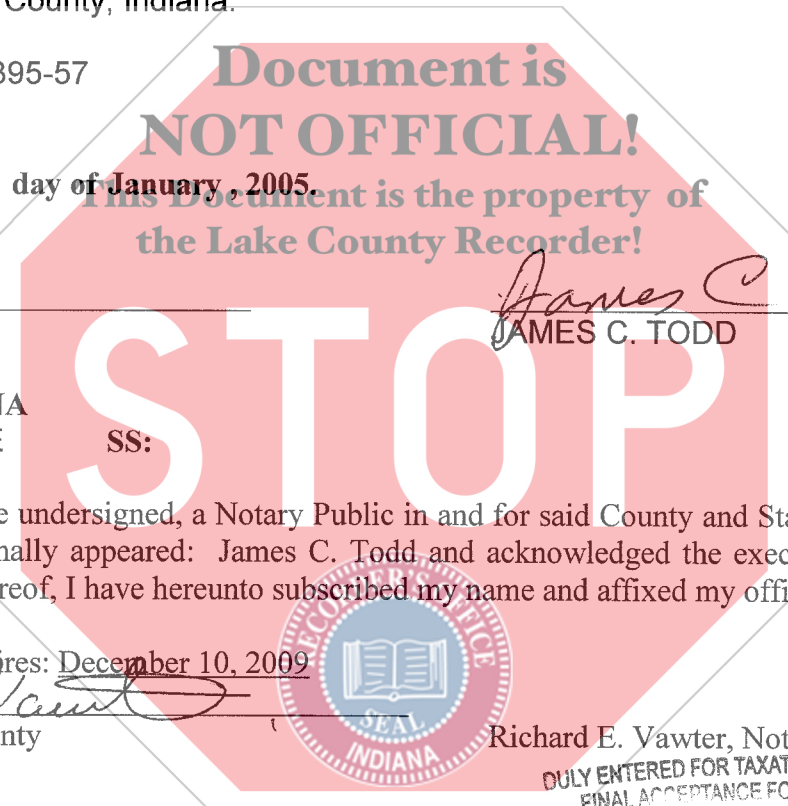 County, Indiana.
Document is
395-57
NOT OFFICIAL!
day of January , 2005.
This Document is the property of
the Lake County Recorder!
James C
JAMES C. TODD
STOP
NA
E SS:
e undersigned, a Notary Public in and for said County and Sta
nally appeared: James C. Todd and acknowledged the exec
reof, I have hereunto subscribed my name and affixed my offi
RECORDER'S OFFICE
ires: December 10, 2009
SEAL
INDIANA
nty
Richard E. Vawter, Not
DULY ENTERED FOR TAXAT
FINAL ACCEPTANCE FO